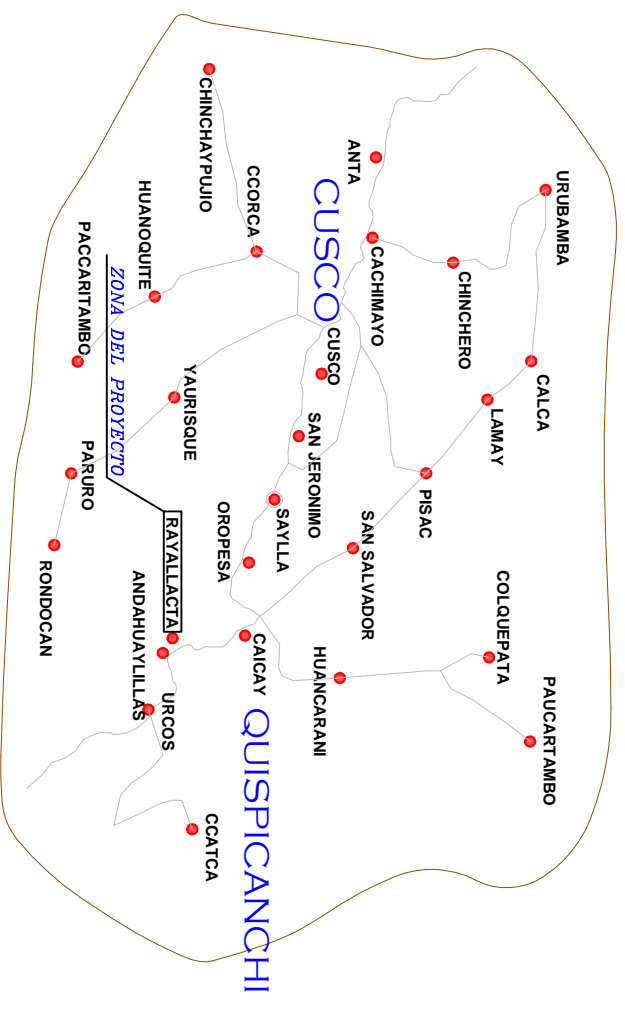 URUBAMBA
PAUCARTAMBO
CALCA
COLQUEPATA
LAMAY
CHINCHERO
PISAC
CACHIMAYO
SAN SALVADOR
ANTA
CUSCO
CUSCO
HUANCARANI
SAN JERONIMO
SAYLLA
CAICAY
QUISPICANCHI
CCORCA
OROPESA
CCATCA
CHINCHAYPUJIO
YAURISQUE
RAYALLACTA
URCOS
HUANOQUITE
ANDAHUAYLILLAS
ZONA DEL PROYECTO
PARURO
PACCARITAMBO
RONDOCAN